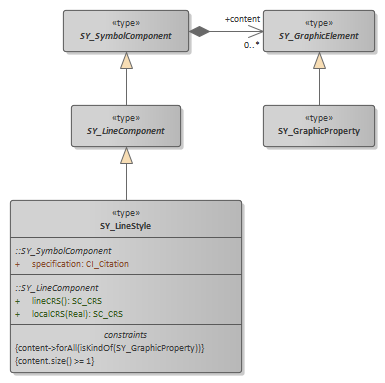 «type»
SY_SymbolComponent
+content
0..*
«type»
SY_GraphicElement
«type»
SY_LineComponent
«type»
SY_GraphicProperty
«type»
SY_LineStyle
::SY_SymbolComponent
+ specification: CI_Citation
::SY_LineComponent
+ lineCRS(): SC_CRS
+ localCRS(Real): SC_CRS
constraints
{content->forAll(isKindOf(SY_GraphicProperty))}
{content.size() >= 1}